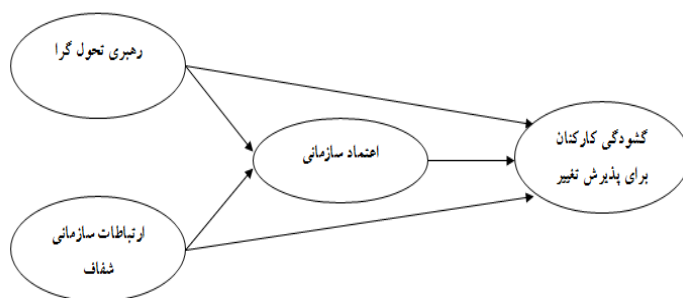 رهبری تحول گرا
اعتماد سازمانی
گشودگی کارکنان
برای پذیرش تغییر
ارتباطات سازمانی
شفاف